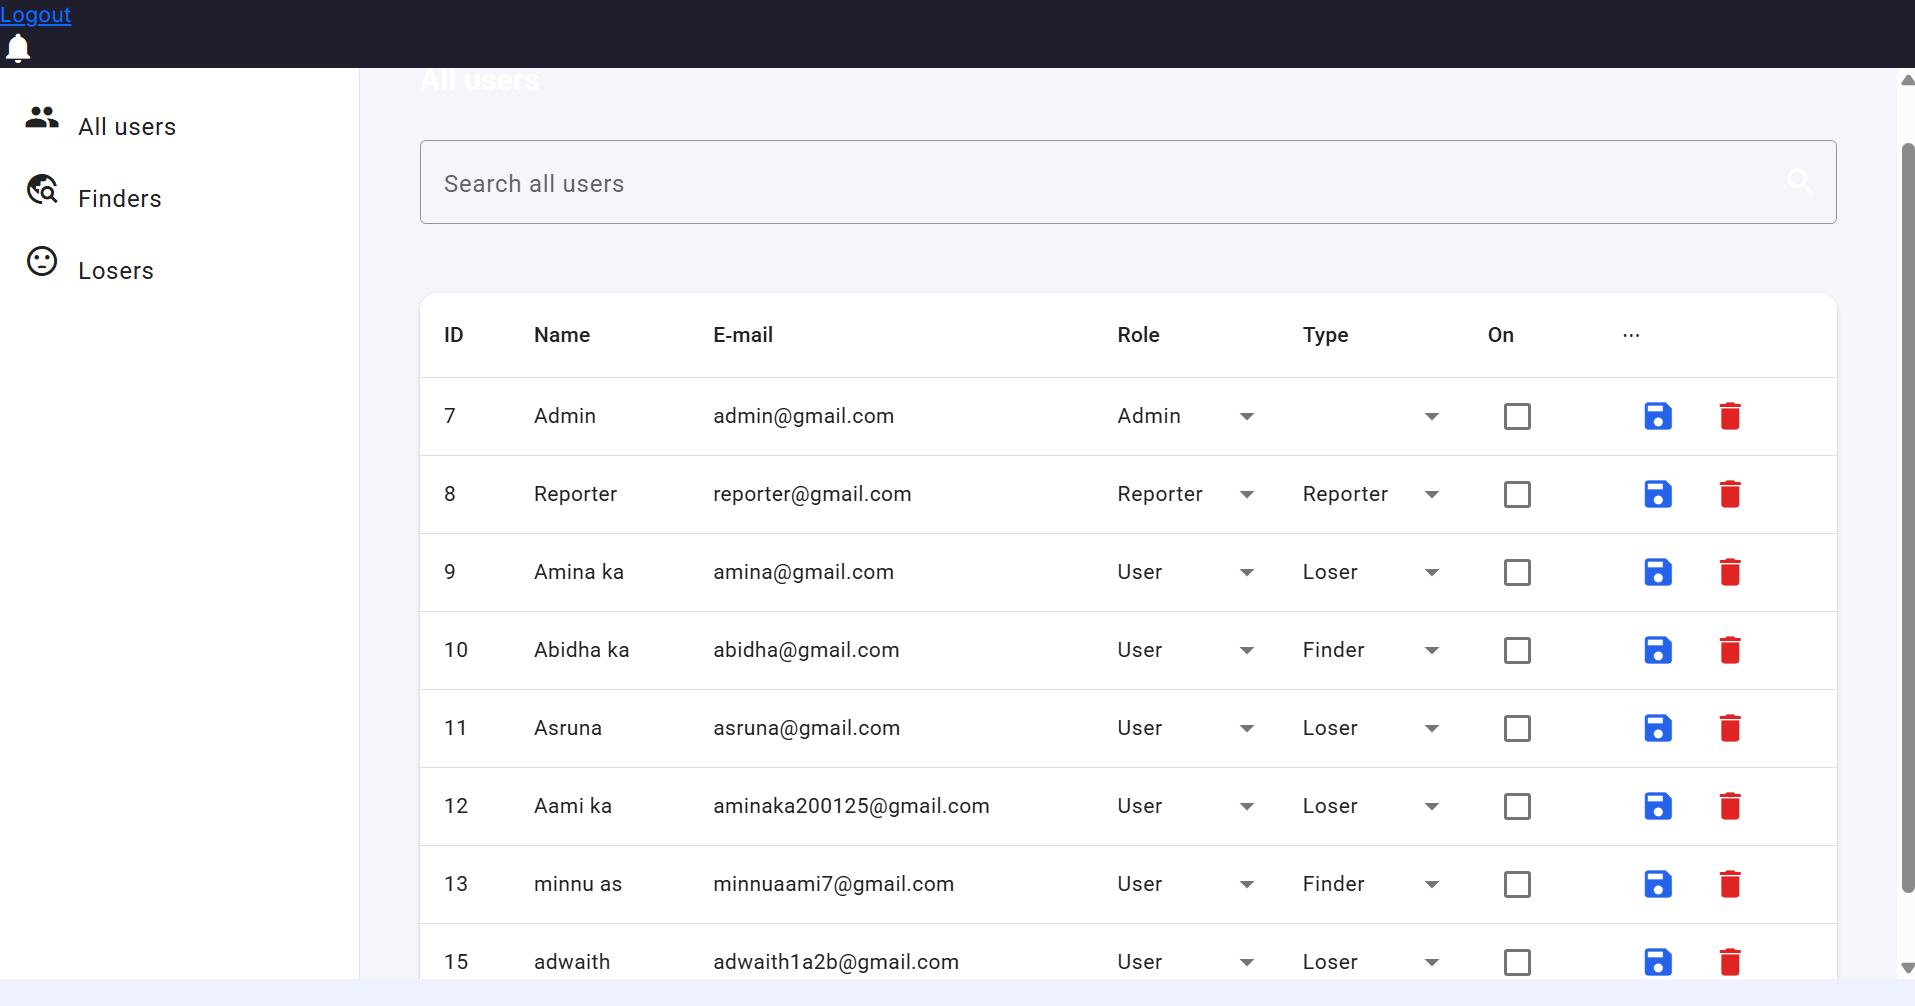 Logout
All users
All users
Finders
Losers
Search all users
ID Name E-mail Role Type On ...
7 Admin admin@gmail.com Admin
8 Reporter reporter@gmail.com Reporter Reporter
9 Amina ka amina@gmail.com User Loser
10 Abidha ka abidha@gmail.com User Finder
11 Asruna asruna@gmail.com User Loser
12 Aami ka aminaka200125@gmail.com User Loser
13 minnu as minnuaami7@gmail.com User Finder
15 adwaith adwaith1a2b@gmail.com User Loser